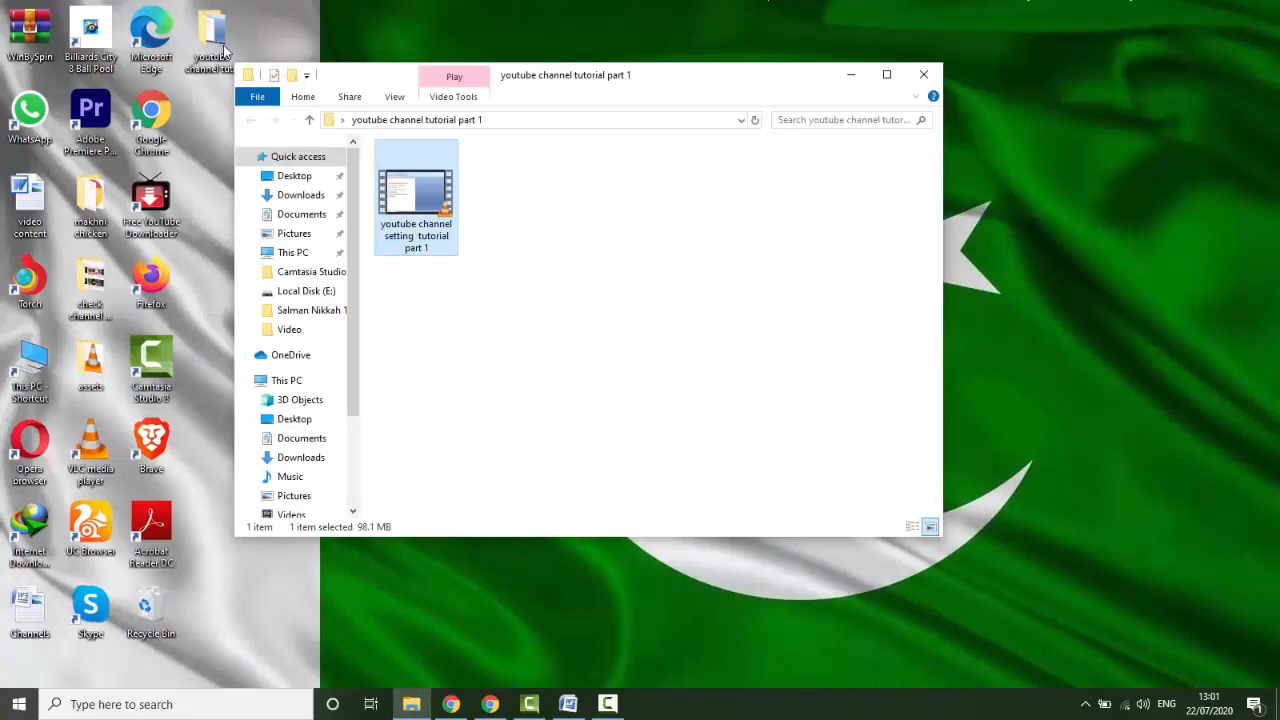 WinBySpin
Billiards City
8 Ball Pool
Microsoft
Edge
youtube
channel tut
WhatsApp
Adobe
Premiere P...
Google
Chrome
video
content
makhni
chicken
Free YouTube
Downloader
Torch
check
channel ...
Firefox
This PC -
Shortcut
assets
Camtasia
Studio 8
Opera
browser
VLC media
player
Brave
Internet
Downlo...
UC Browser
Acrobat
Reader DC
Channels
Skype
Recycle Bin
Play
youtube channel tutorial part 1
File
Home
Share
View
Video Tools
youtube channel tutorial part 1
Search youtube channel tutor...
Quick access
Desktop
Downloads
Documents
Pictures
This PC
Camtasia Studio
Local Disk (E:)
Salman Nikkah 1
Video
OneDrive
This PC
3D Objects
Desktop
Documents
Downloads
Music
Pictures
Videos
youtube channel
setting tutorial
part 1
1 item
1 item selected 98.1 MB
Type here to search
ENG
13:01
22/07/2020